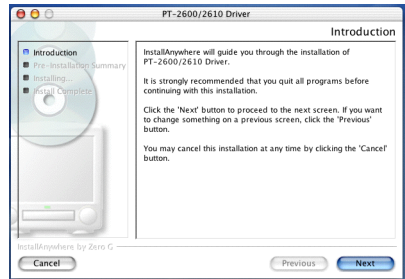 PT-2600/2610 Driver
Introduction
Introduction
Pre-Installation Summary
Installing...
Install Complete
InstallAnywhere will guide you through the installation of
PT-2600/2610 Driver.
It is strongly recommended that you quit all programs before
continuing with this installation.
Click the 'Next' button to proceed to the next screen. If you want
to change something on a previous screen, click the 'Previous'
button.
You may cancel this installation at any time by clicking the 'Cancel'
button.
InstallAnywhere by Zero G
Cancel
Previous
Next